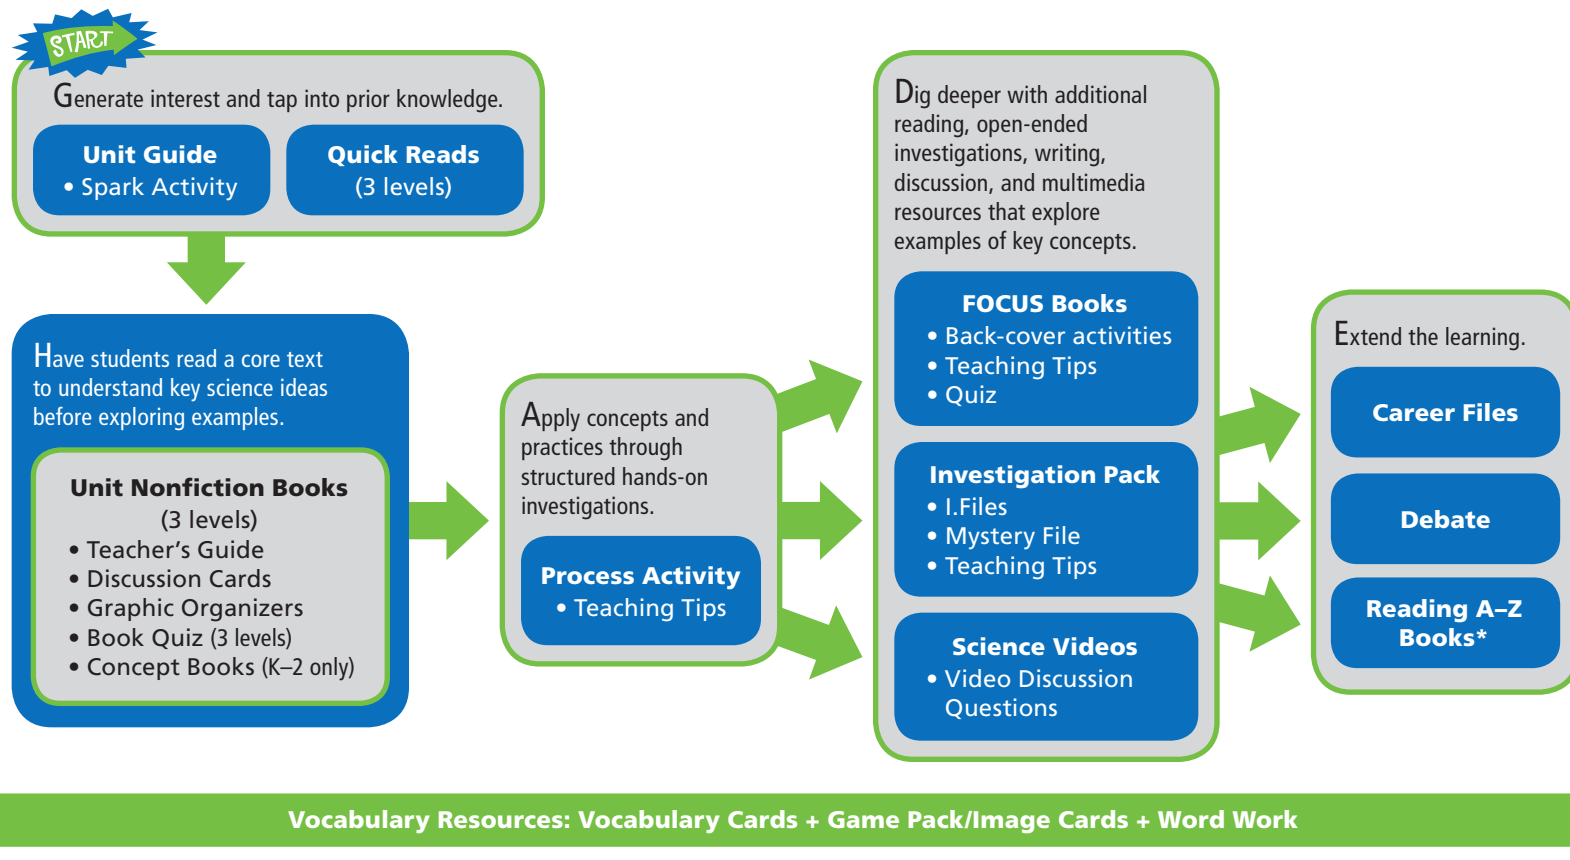 START
Generate interest and tap into prior knowledge.
Unit Guide
• Spark Activity
Quick Reads
(3 levels)
Have students read a core text
to understand key science ideas
before exploring examples.
Unit Nonfiction Books
(3 levels)
• Teacher's Guide
• Discussion Cards
• Graphic Organizers
• Book Quiz (3 levels)
• Concept Books (K–2 only)
Apply concepts and
practices through
structured hands-on
investigations.
Process Activity
• Teaching Tips
Dig deeper with additional
reading, open-ended
investigations, writing,
discussion, and multimedia
resources that explore
examples of key concepts.
FOCUS Books
• Back-cover activities
• Teaching Tips
• Quiz
Investigation Pack
• I.Files
• Mystery File
• Teaching Tips
Science Videos
• Video Discussion
Questions
Extend the learning.
Career Files
Debate
Reading A–Z
Books*
Vocabulary Resources: Vocabulary Cards + Game Pack/Image Cards + Word Work